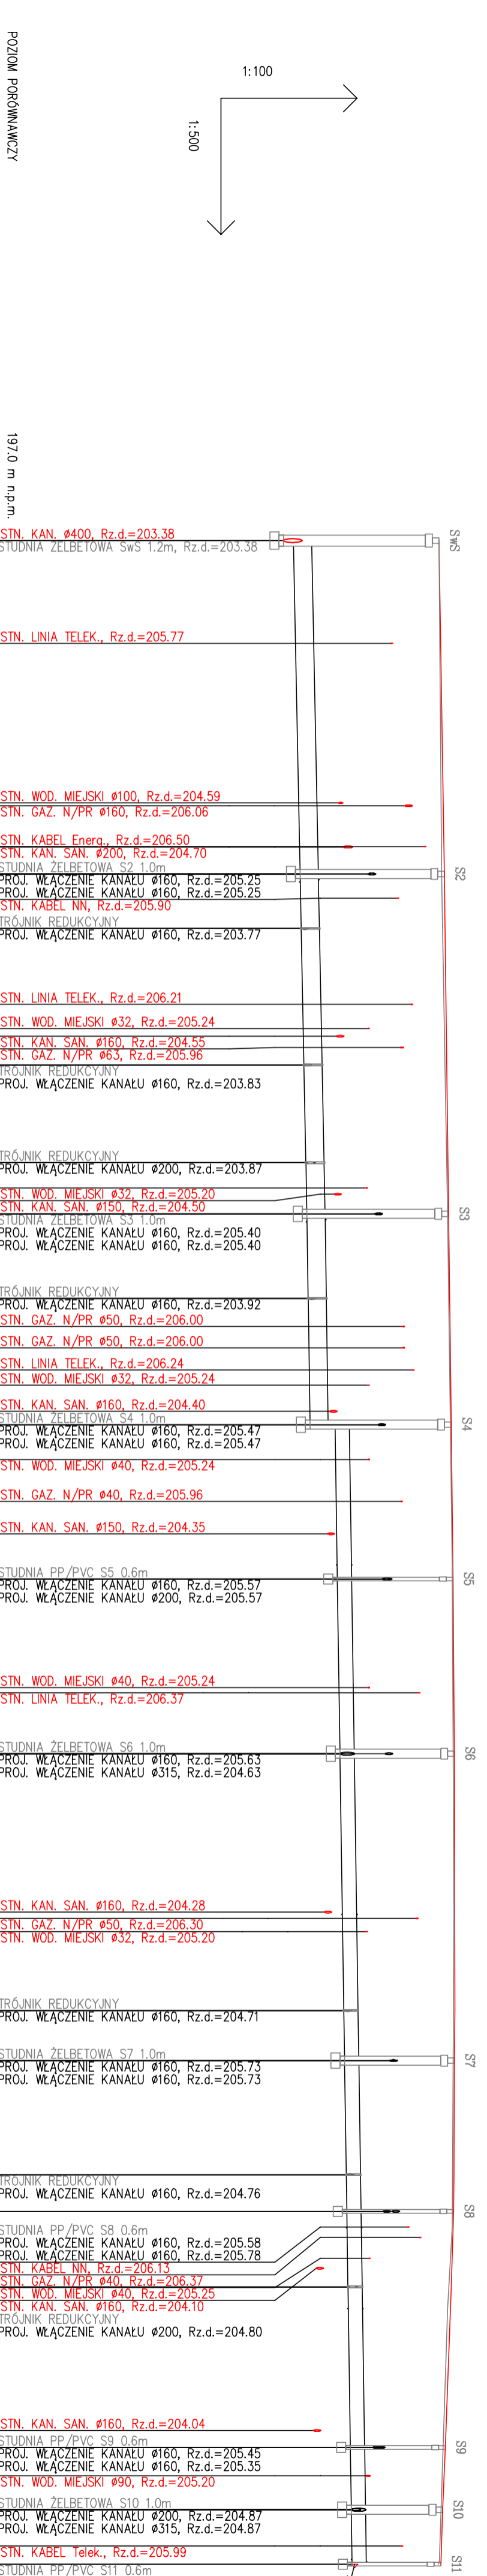 1:100
1:500
POZIOM PORÓWNAWCZY
197.0 m n.p.m.
STN. KAN. ø400, Rz.d.=203.38
STUDNIA ŻELBETOWA SwS 1.2m, Rz.d.=203.38
SwS
STN. LINIA TELEK., Rz.d.=205.77
STN. WOD. MIEJSKI ø100, Rz.d.=204.59
STN. GAZ. N/PR ø160, Rz.d.=206.06
STN. KABEL Energ., Rz.d.=206.50
STN. KAN. SAN. ø200, Rz.d.=204.70
STUDNIA ŻELBETOWA S2 1.0m
S2
PROJ. WŁĄCZENIE KANAŁU ø160, Rz.d.=205.25
PROJ. WŁĄCZENIE KANAŁU ø160, Rz.d.=205.25
STN. KABEL NN, Rz.d.=205.90
TRÓJNIK REDUKCYJNY
PROJ. WŁĄCZENIE KANAŁU ø160, Rz.d.=203.77
STN. LINIA TELEK., Rz.d.=206.21
STN. WOD. MIEJSKI ø32, Rz.d.=205.24
STN. KAN. SAN. ø160, Rz.d.=204.55
STN. GAZ. N/PR ø63, Rz.d.=205.96
TRÓJNIK REDUKCYJNY
PROJ. WŁĄCZENIE KANAŁU ø160, Rz.d.=203.83
TRÓJNIK REDUKCYJNY
PROJ. WŁĄCZENIE KANAŁU ø200, Rz.d.=203.87
STN. WOD. MIEJSKI ø32, Rz.d.=205.20
STN. KAN. SAN. ø150, Rz.d.=204.50
STUDNIA ŻELBETOWA S3 1.0m
S3
PROJ. WŁĄCZENIE KANAŁU ø160, Rz.d.=205.40
PROJ. WŁĄCZENIE KANAŁU ø160, Rz.d.=205.40
TRÓJNIK REDUKCYJNY
PROJ. WŁĄCZENIE KANAŁU ø160, Rz.d.=203.92
STN. GAZ. N/PR ø50, Rz.d.=206.00
STN. GAZ. N/PR ø50, Rz.d.=206.00
STN. LINIA TELEK., Rz.d.=206.24
STN. WOD. MIEJSKI ø32, Rz.d.=205.24
STN. KAN. SAN. ø160, Rz.d.=204.40
STUDNIA ŻELBETOWA S4 1.0m
S4
PROJ. WŁĄCZENIE KANAŁU ø160, Rz.d.=205.47
PROJ. WŁĄCZENIE KANAŁU ø160, Rz.d.=205.47
STN. WOD. MIEJSKI ø40, Rz.d.=205.24
STN. GAZ. N/PR ø40, Rz.d.=205.96
STN. KAN. SAN. ø150, Rz.d.=204.35
STUDNIA PP/PVC S5 0.6m
S5
PROJ. WŁĄCZENIE KANAŁU ø160, Rz.d.=205.57
PROJ. WŁĄCZENIE KANAŁU ø200, Rz.d.=205.57
STN. WOD. MIEJSKI ø40, Rz.d.=205.24
STN. LINIA TELEK., Rz.d.=206.37
STUDNIA ŻELBETOWA S6 1.0m
S6
PROJ. WŁĄCZENIE KANAŁU ø160, Rz.d.=205.63
PROJ. WŁĄCZENIE KANAŁU ø315, Rz.d.=204.63
STN. KAN. SAN. ø160, Rz.d.=204.28
STN. GAZ. N/PR ø50, Rz.d.=206.30
STN. WOD. MIEJSKI ø32, Rz.d.=205.20
TRÓJNIK REDUKCYJNY
PROJ. WŁĄCZENIE KANAŁU ø160, Rz.d.=204.71
STUDNIA ŻELBETOWA S7 1.0m
S7
PROJ. WŁĄCZENIE KANAŁU ø160, Rz.d.=205.73
PROJ. WŁĄCZENIE KANAŁU ø160, Rz.d.=205.73
TRÓJNIK REDUKCYJNY
PROJ. WŁĄCZENIE KANAŁU ø160, Rz.d.=204.76
S8
STUDNIA PP/PVC S8 0.6m
PROJ. WŁĄCZENIE KANAŁU ø160, Rz.d.=205.58
PROJ. WŁĄCZENIE KANAŁU ø160, Rz.d.=205.78
STN. KABEL NN, Rz.d.=206.13
STN. GAZ. N/PR ø40, Rz.d.=206.37
STN. WOD. MIEJSKI ø40, Rz.d.=205.25
STN. KAN. SAN. ø160, Rz.d.=204.10
TRÓJNIK REDUKCYJNY
PROJ. WŁĄCZENIE KANAŁU ø200, Rz.d.=204.80
STN. KAN. SAN. ø160, Rz.d.=204.04
STUDNIA PP/PVC S9 0.6m
S9
PROJ. WŁĄCZENIE KANAŁU ø160, Rz.d.=205.45
PROJ. WŁĄCZENIE KANAŁU ø160, Rz.d.=205.35
STN. WOD. MIEJSKI ø90, Rz.d.=205.20
STUDNIA ŻELBETOWA S10 1.0m
S10
PROJ. WŁĄCZENIE KANAŁU ø200, Rz.d.=204.87
PROJ. WŁĄCZENIE KANAŁU ø315, Rz.d.=204.87
STN. KABEL Telek., Rz.d.=205.99
STUDNIA PP/PVC S11 0.6m
S11